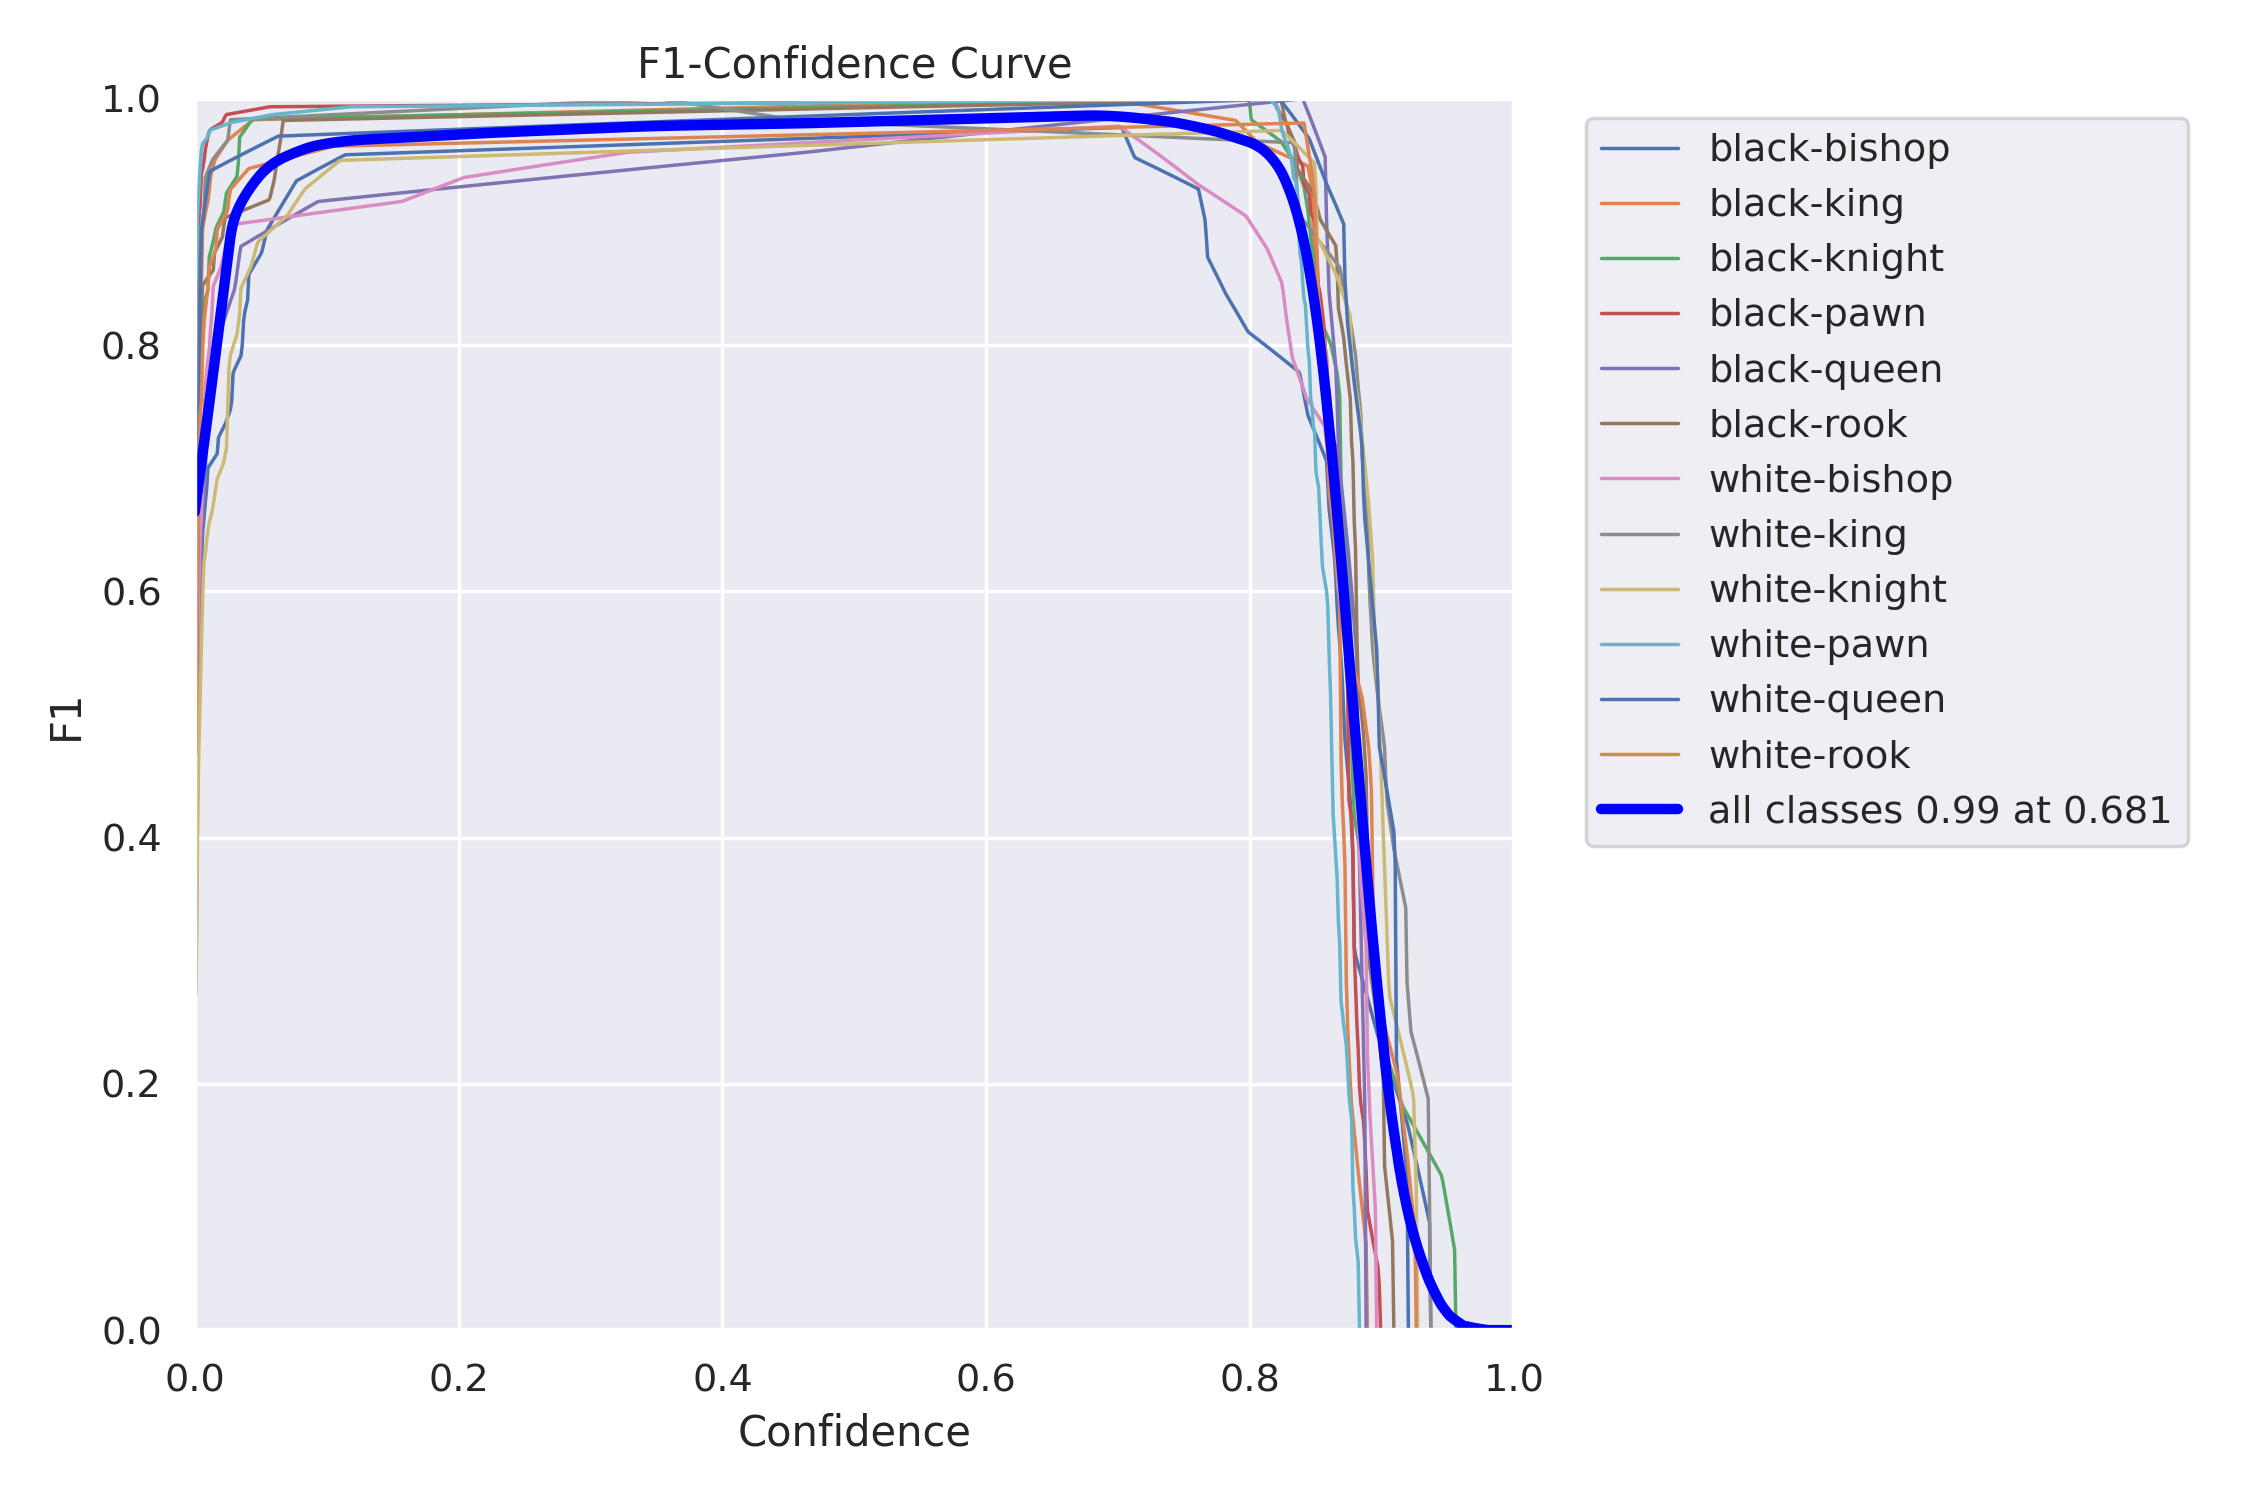 F1-Confidence Curve
1.0
0.8
0.6
0.4
0.2
0.0
F1
0.0 0.2 0.4 0.6 0.8 1.0
Confidence
black-bishop
black-king
black-knight
black-pawn
black-queen
black-rook
white-bishop
white-king
white-knight
white-pawn
white-queen
white-rook
all classes 0.99 at 0.681